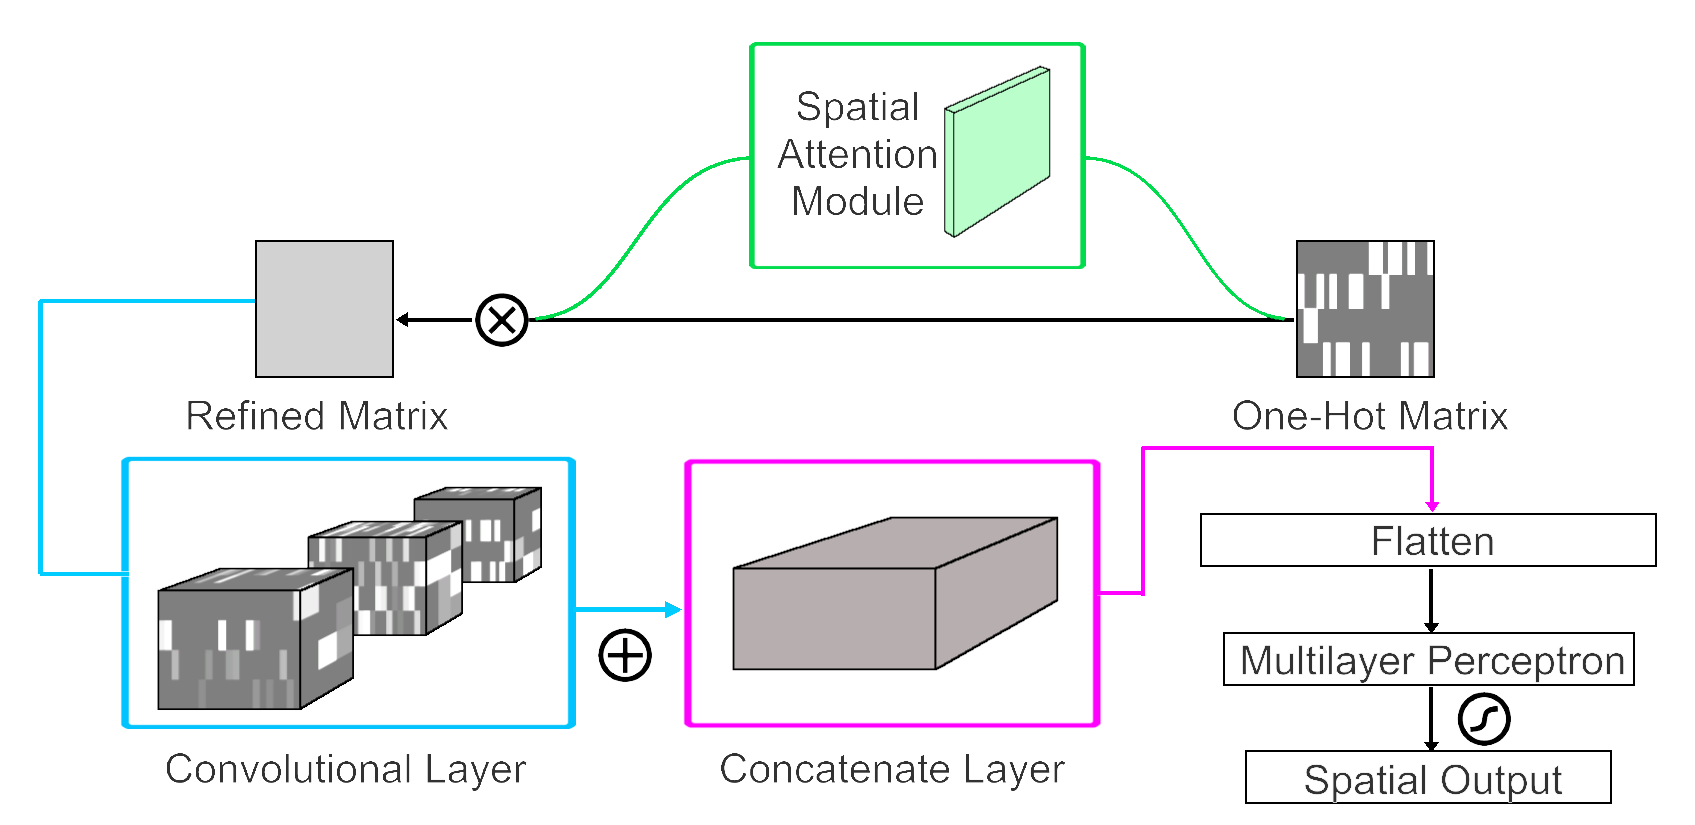 Spatial
Attention
Module
Refined Matrix
One-Hot Matrix
Convolutional Layer
Concatenate Layer
Flatten
Multilayer Perceptron
Spatial Output